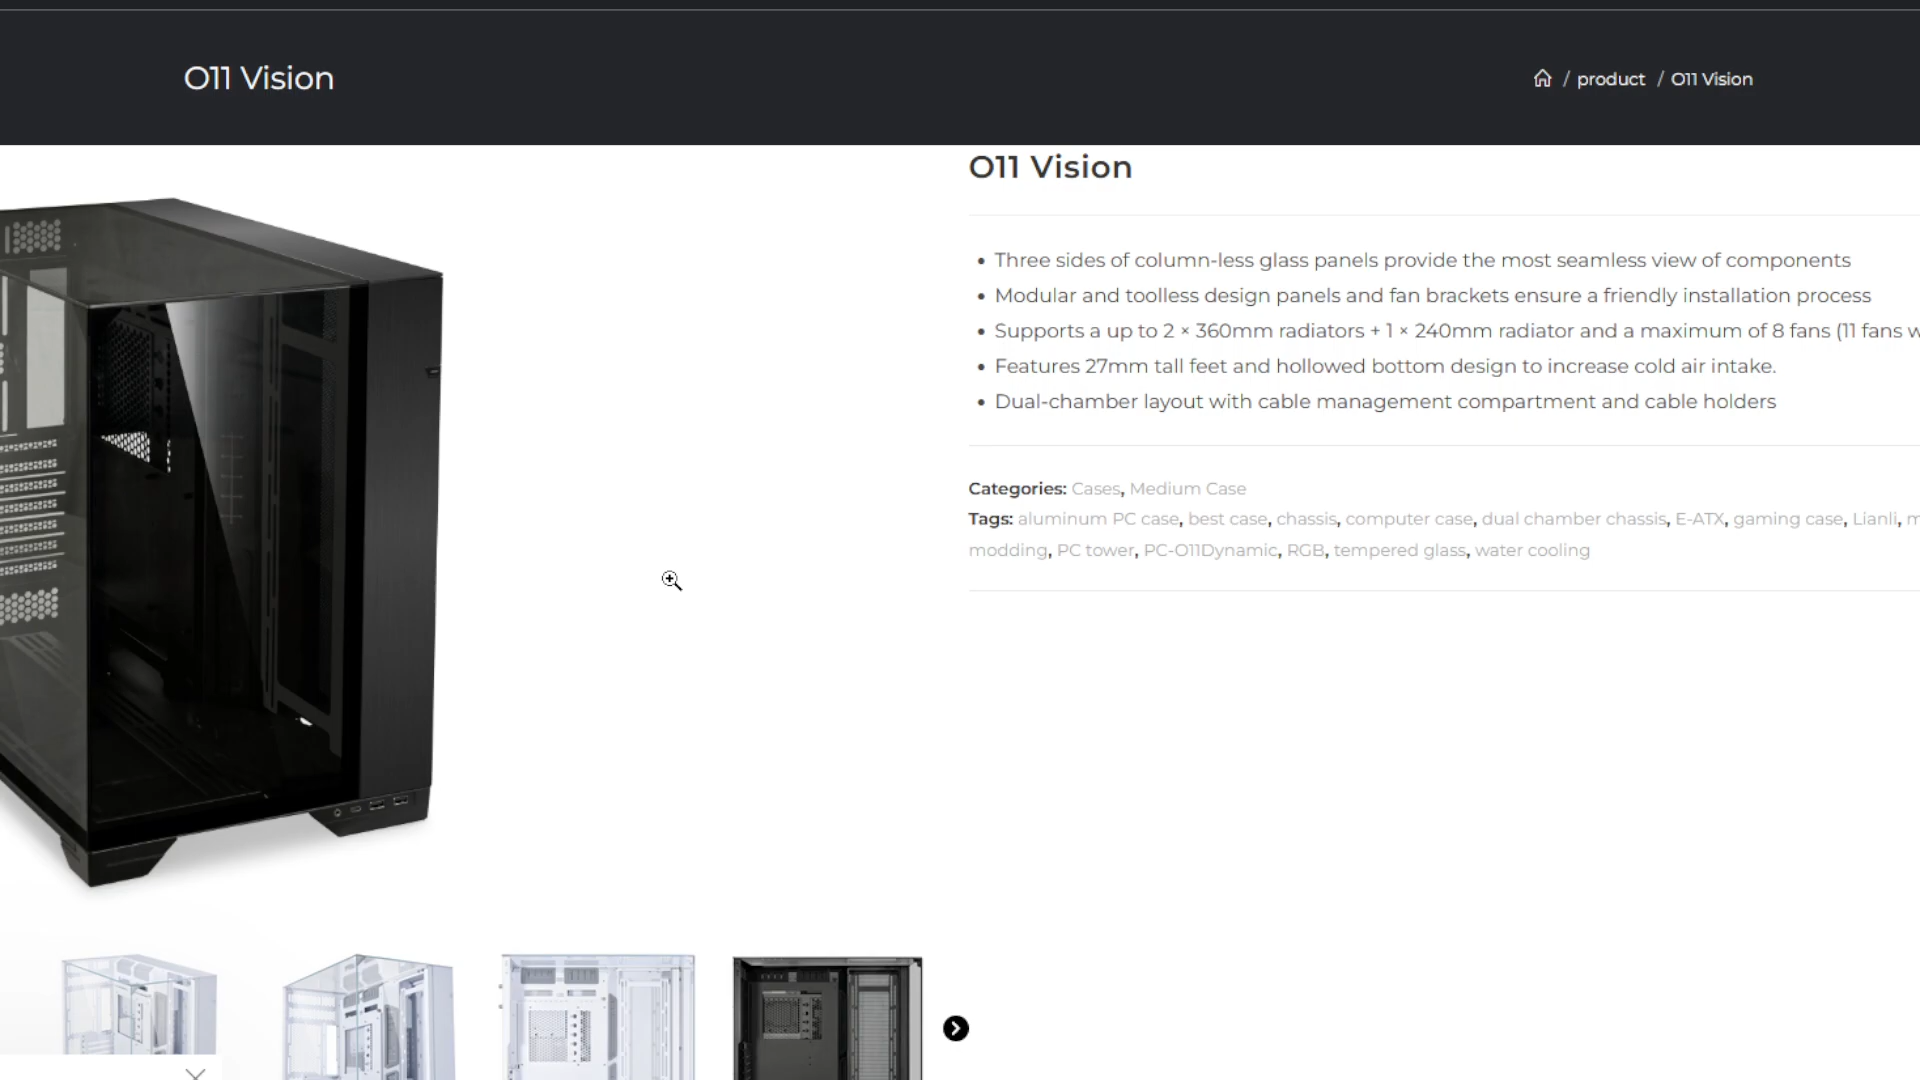 O11 Vision
/ product / O11 Vision
O11 Vision
• Three sides of column-less glass panels provide the most seamless view of components
• Modular and toolless design panels and fan brackets ensure a friendly installation process
• Supports a up to 2 × 360mm radiators + 1 × 240mm radiator and a maximum of 8 fans (11 fans
• Features 27mm tall feet and hollowed bottom design to increase cold air intake.
• Dual-chamber layout with cable management compartment and cable holders
Categories: Cases, Medium Case
Tags: aluminum PC case, best case, chassis, computer case, dual chamber chassis, E-ATX, gaming case, Lianli,
modding, PC tower, PC-O11Dynamic, RGB, tempered glass, water cooling